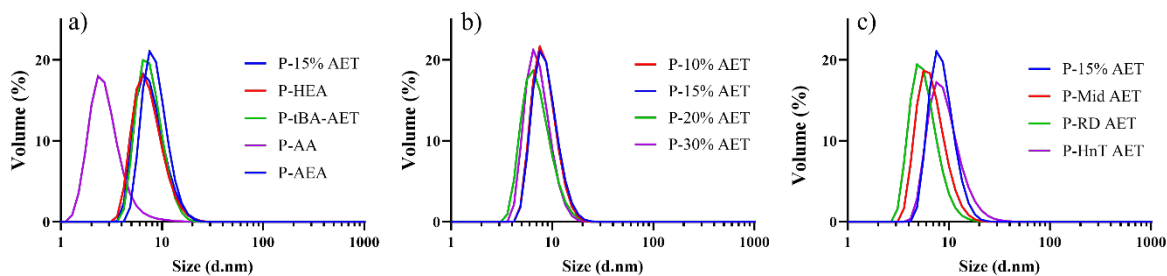 a)
Volume (%)
20
10
0
1
10
100
1000
Size (d.nm)
P-15% AET
P-HEA
P-tBA-AET
P-AA
P-AEA
b)
Volume (%)
20
10
0
1
10
100
1000
Size (d.nm)
P-10% AET
P-15% AET
P-20% AET
P-30% AET
c)
Volume (%)
20
10
0
1
10
100
1000
Size (d.nm)
P-15% AET
P-Mid AET
P-RD AET
P-HnT AET